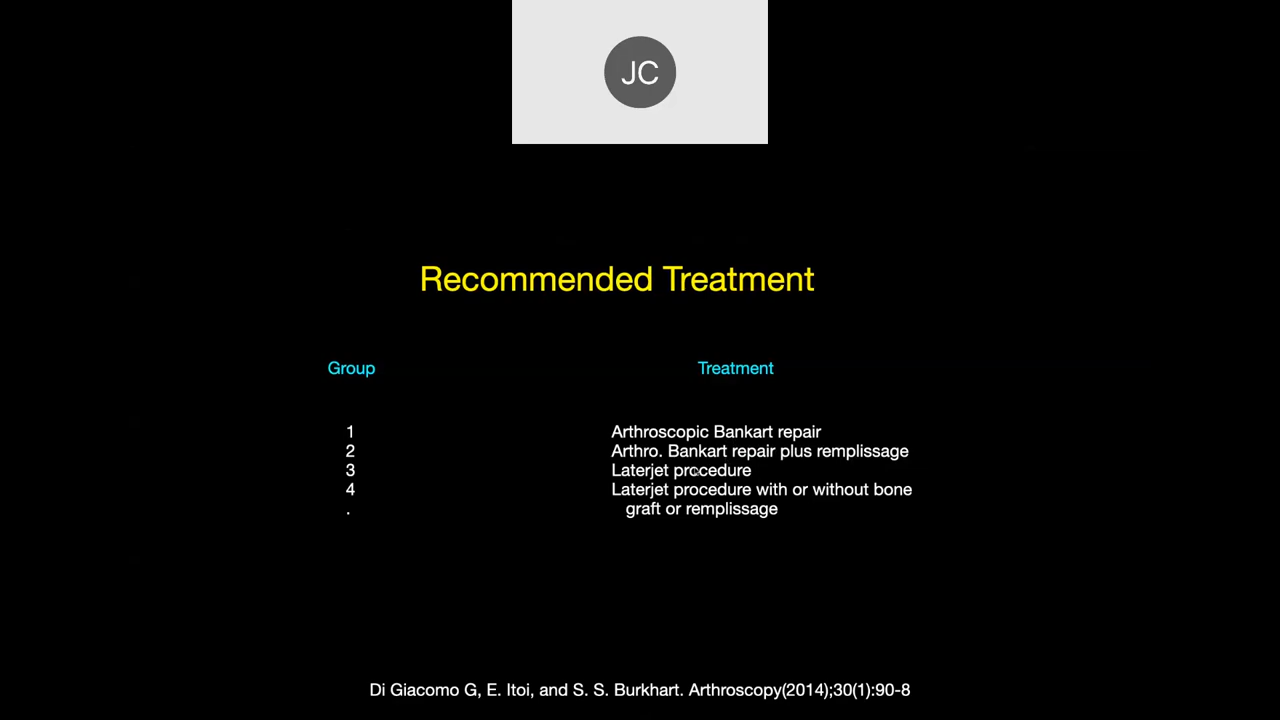 JC
Recommended Treatment
Group Treatment
1 Arthroscopic Bankart repair
2 Arthro. Bankart repair plus remplissage
3 Laterjet procedure
4 Laterjet procedure with or without bone
. graft or remplissage
Di Giacomo G, E. Itoi, and S. S. Burkhart. Arthroscopy(2014);30(1):90-8